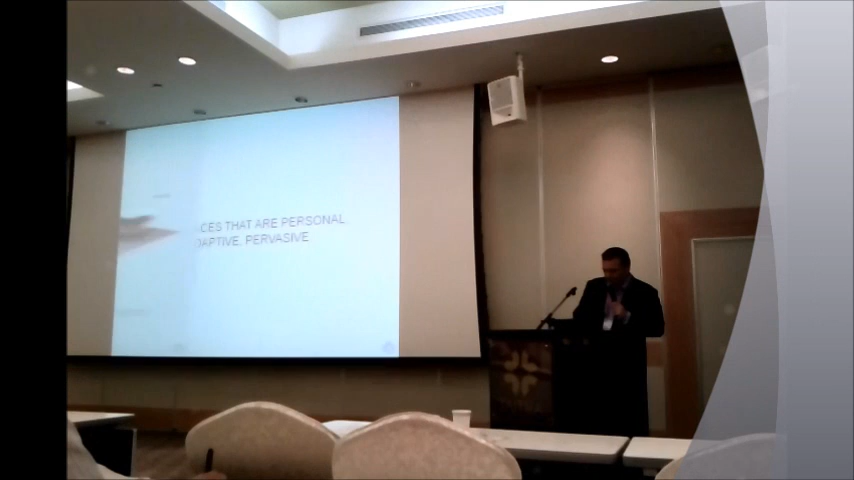 CES THAT ARE PERSONAL,
DAPTIVE, PERVASIVE